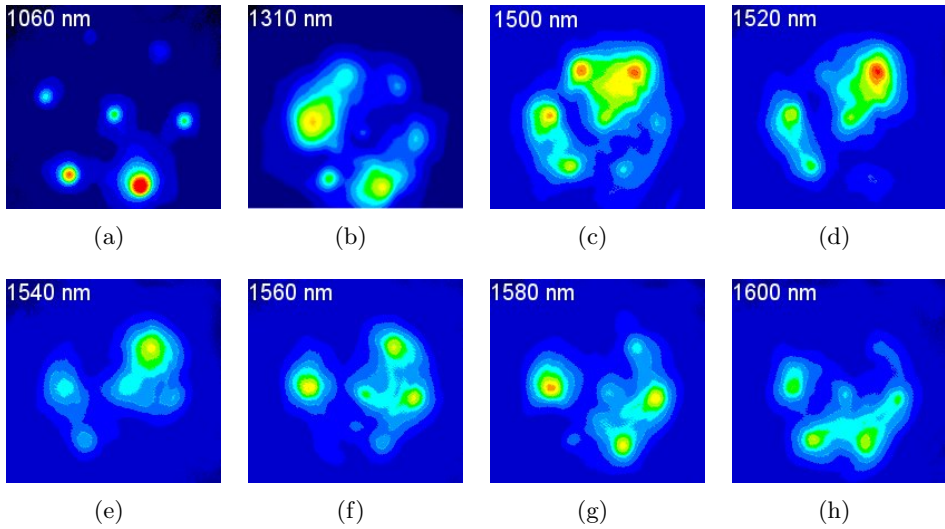 1060 nm
1310 nm
1500 nm
1520 nm
(a)
(b)
(c)
(d)
1540 nm
1560 nm
1580 nm
1600 nm
(e)
(f)
(g)
(h)